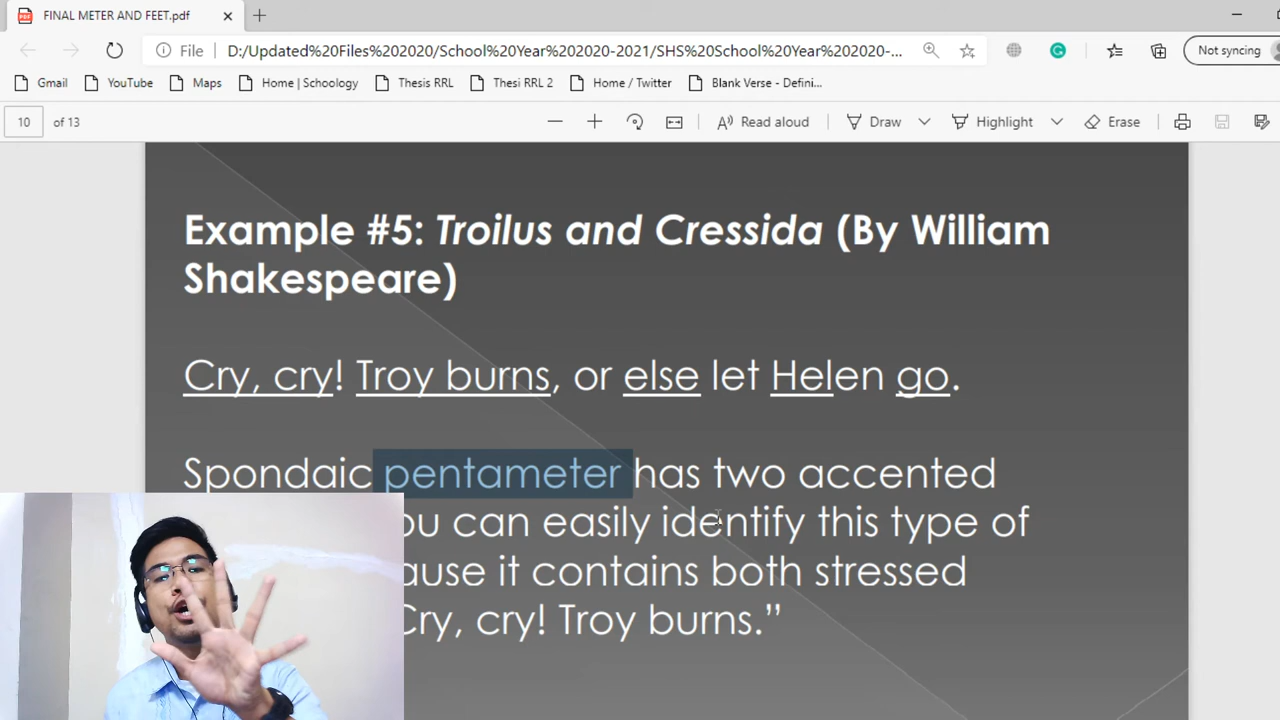 FINAL METER AND FEET.pdf
File D:/Updated%20Files%202020/School%20Year%202020-2021/SHS%20School%20Year%202020-... Not syncing
Gmail YouTube Maps Home | Schoology Thesis RRL Thesi RRL 2 Home / Twitter Blank Verse - Defini...
10 of 13 Read aloud Draw Highlight Erase
Example #5: Troilus and Cressida (By William
Shakespeare)
Cry, cry! Troy burns, or else let Helen go.
Spondaic pentameter has two accented
ou can easily identify this type of
ause it contains both stressed
Cry, cry! Troy burns.”